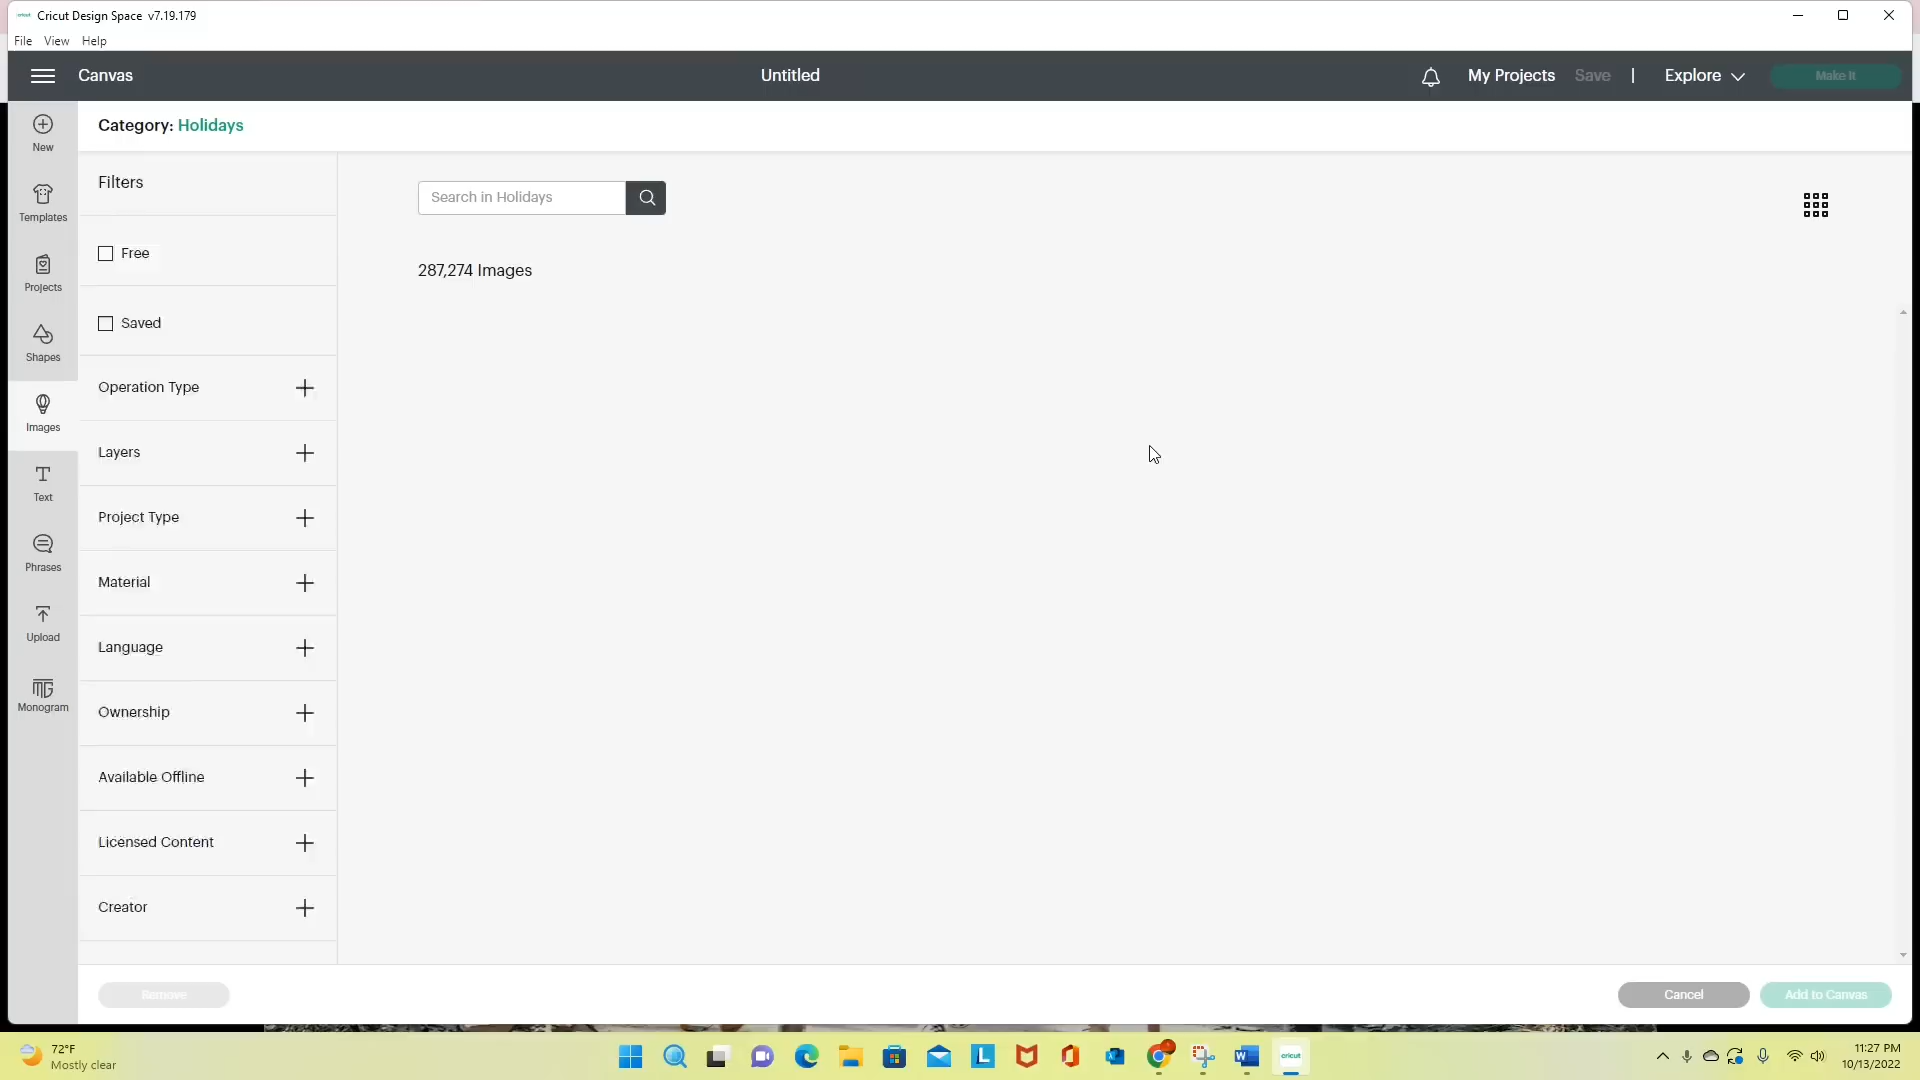 Cricut Design Space v7.19.179
File View Help
Canvas
Untitled
My Projects Save | Explore Make It
New
Templates
Projects
Shapes
Images
Text
Phrases
Upload
Monogram
Category: Holidays
Filters
Free
Saved
Operation Type
Layers
Project Type
Material
Language
Ownership
Available Offline
Licensed Content
Creator
Search in Holidays
287,274 Images
Remove
Cancel
Add to Canvas
72°F
Mostly clear
cricut
11:27 PM
10/13/2022